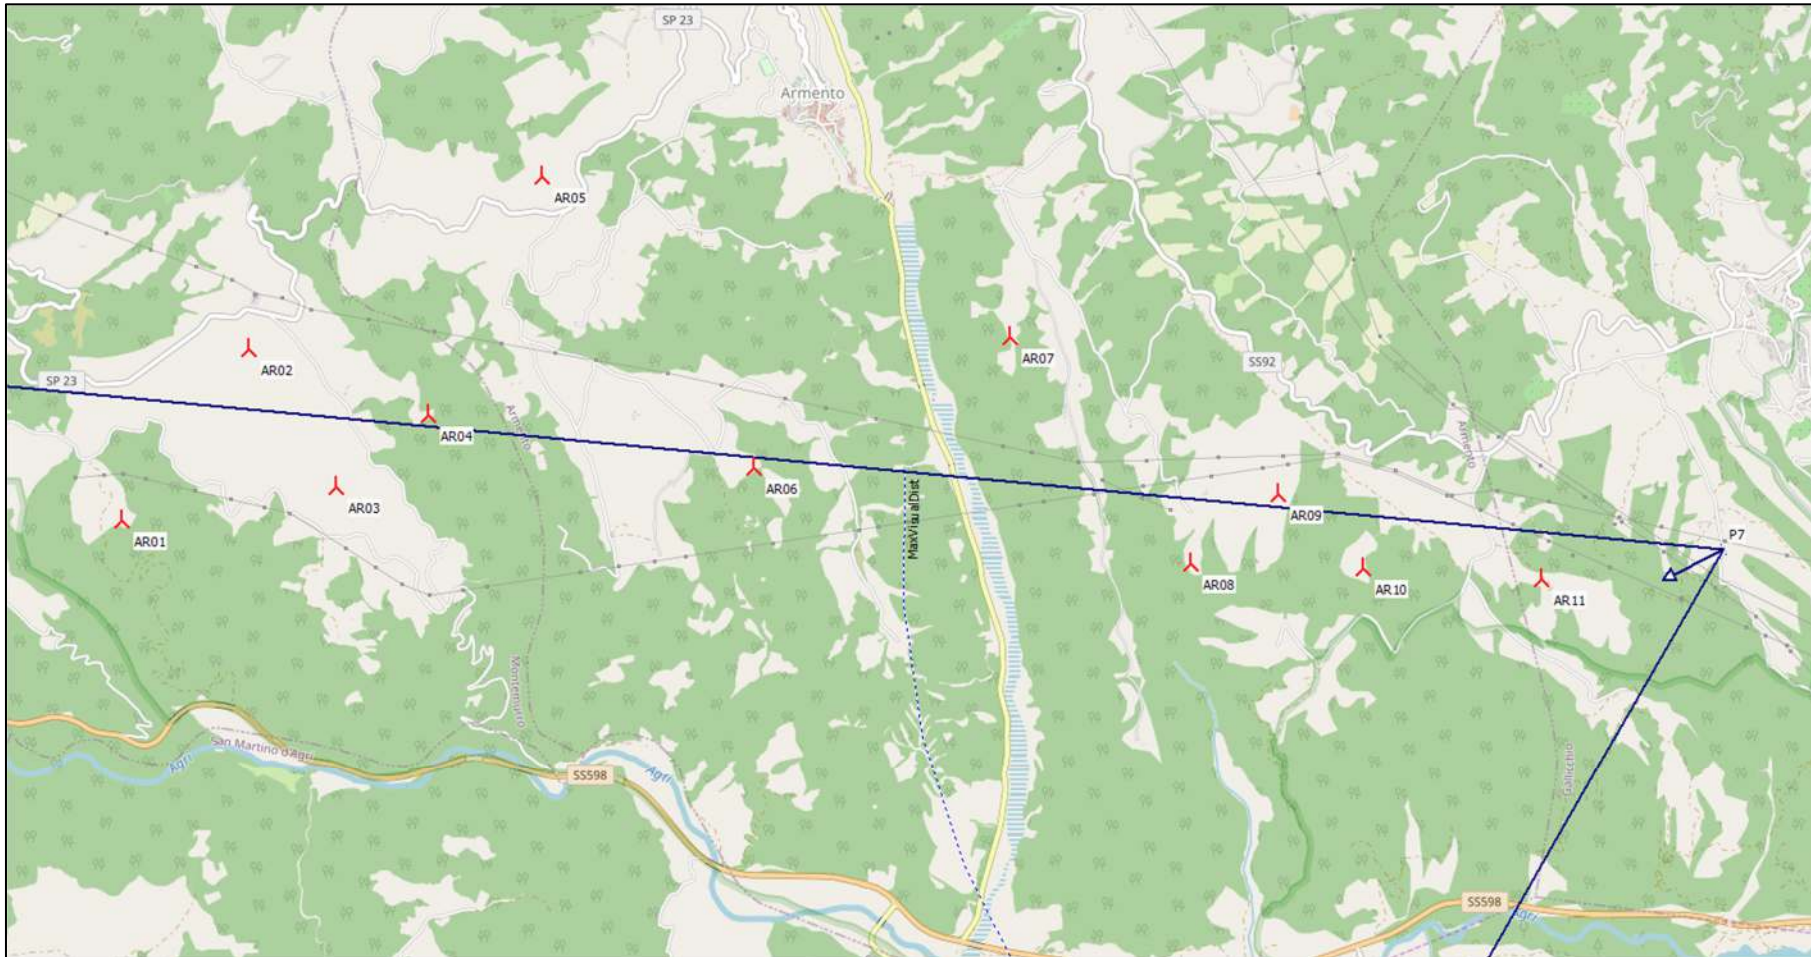 SP 23
Armento
AR05
AR07
AR02
SS92
SP 23
AR04
Armento
Armento
AR06
MaxVisualDist
AR03
AR09
AR01
P7
AR08
AR10
AR11
Montemurro
San Martino d'Agri
Agri
SS598
Agri
Gallicchio
SS598
Agri